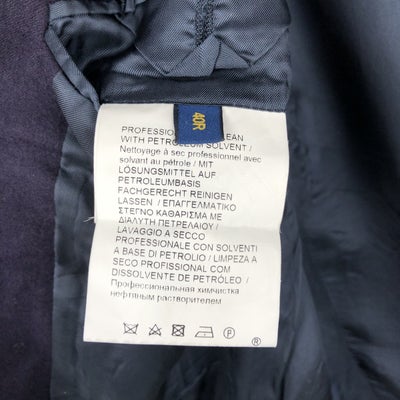 40R
PROFESSIONAL CLEAN
WITH PETROLEUM SOLVENT /
Nettoyage à sec professionnel avec
solvant au pétrole / MIT
LÖSUNGSMITTEL AUF
PETROLEUMBASIS
FACHGERECHT REINIGEN
LASSEN / ΕΠΑΓΓΕΛΜΑΤΙΚΟ
ΣΤΕΓΝΟ ΚΑΘΑΡΙΣΜΑ ΜΕ
ΔΙΑΛΥΤΗ ΠΕΤΡΕΛΑΙΟΥ /
LAVAGGIO A SECCO
PROFESSIONALE CON SOLVENTI
A BASE DI PETROLIO / LIMPEZA A
SECO PROFISSIONAL COM
DISSOLVENTE DE PETRÓLEO /
Профессиональная химчистка
нефтяным растворителем
P
®